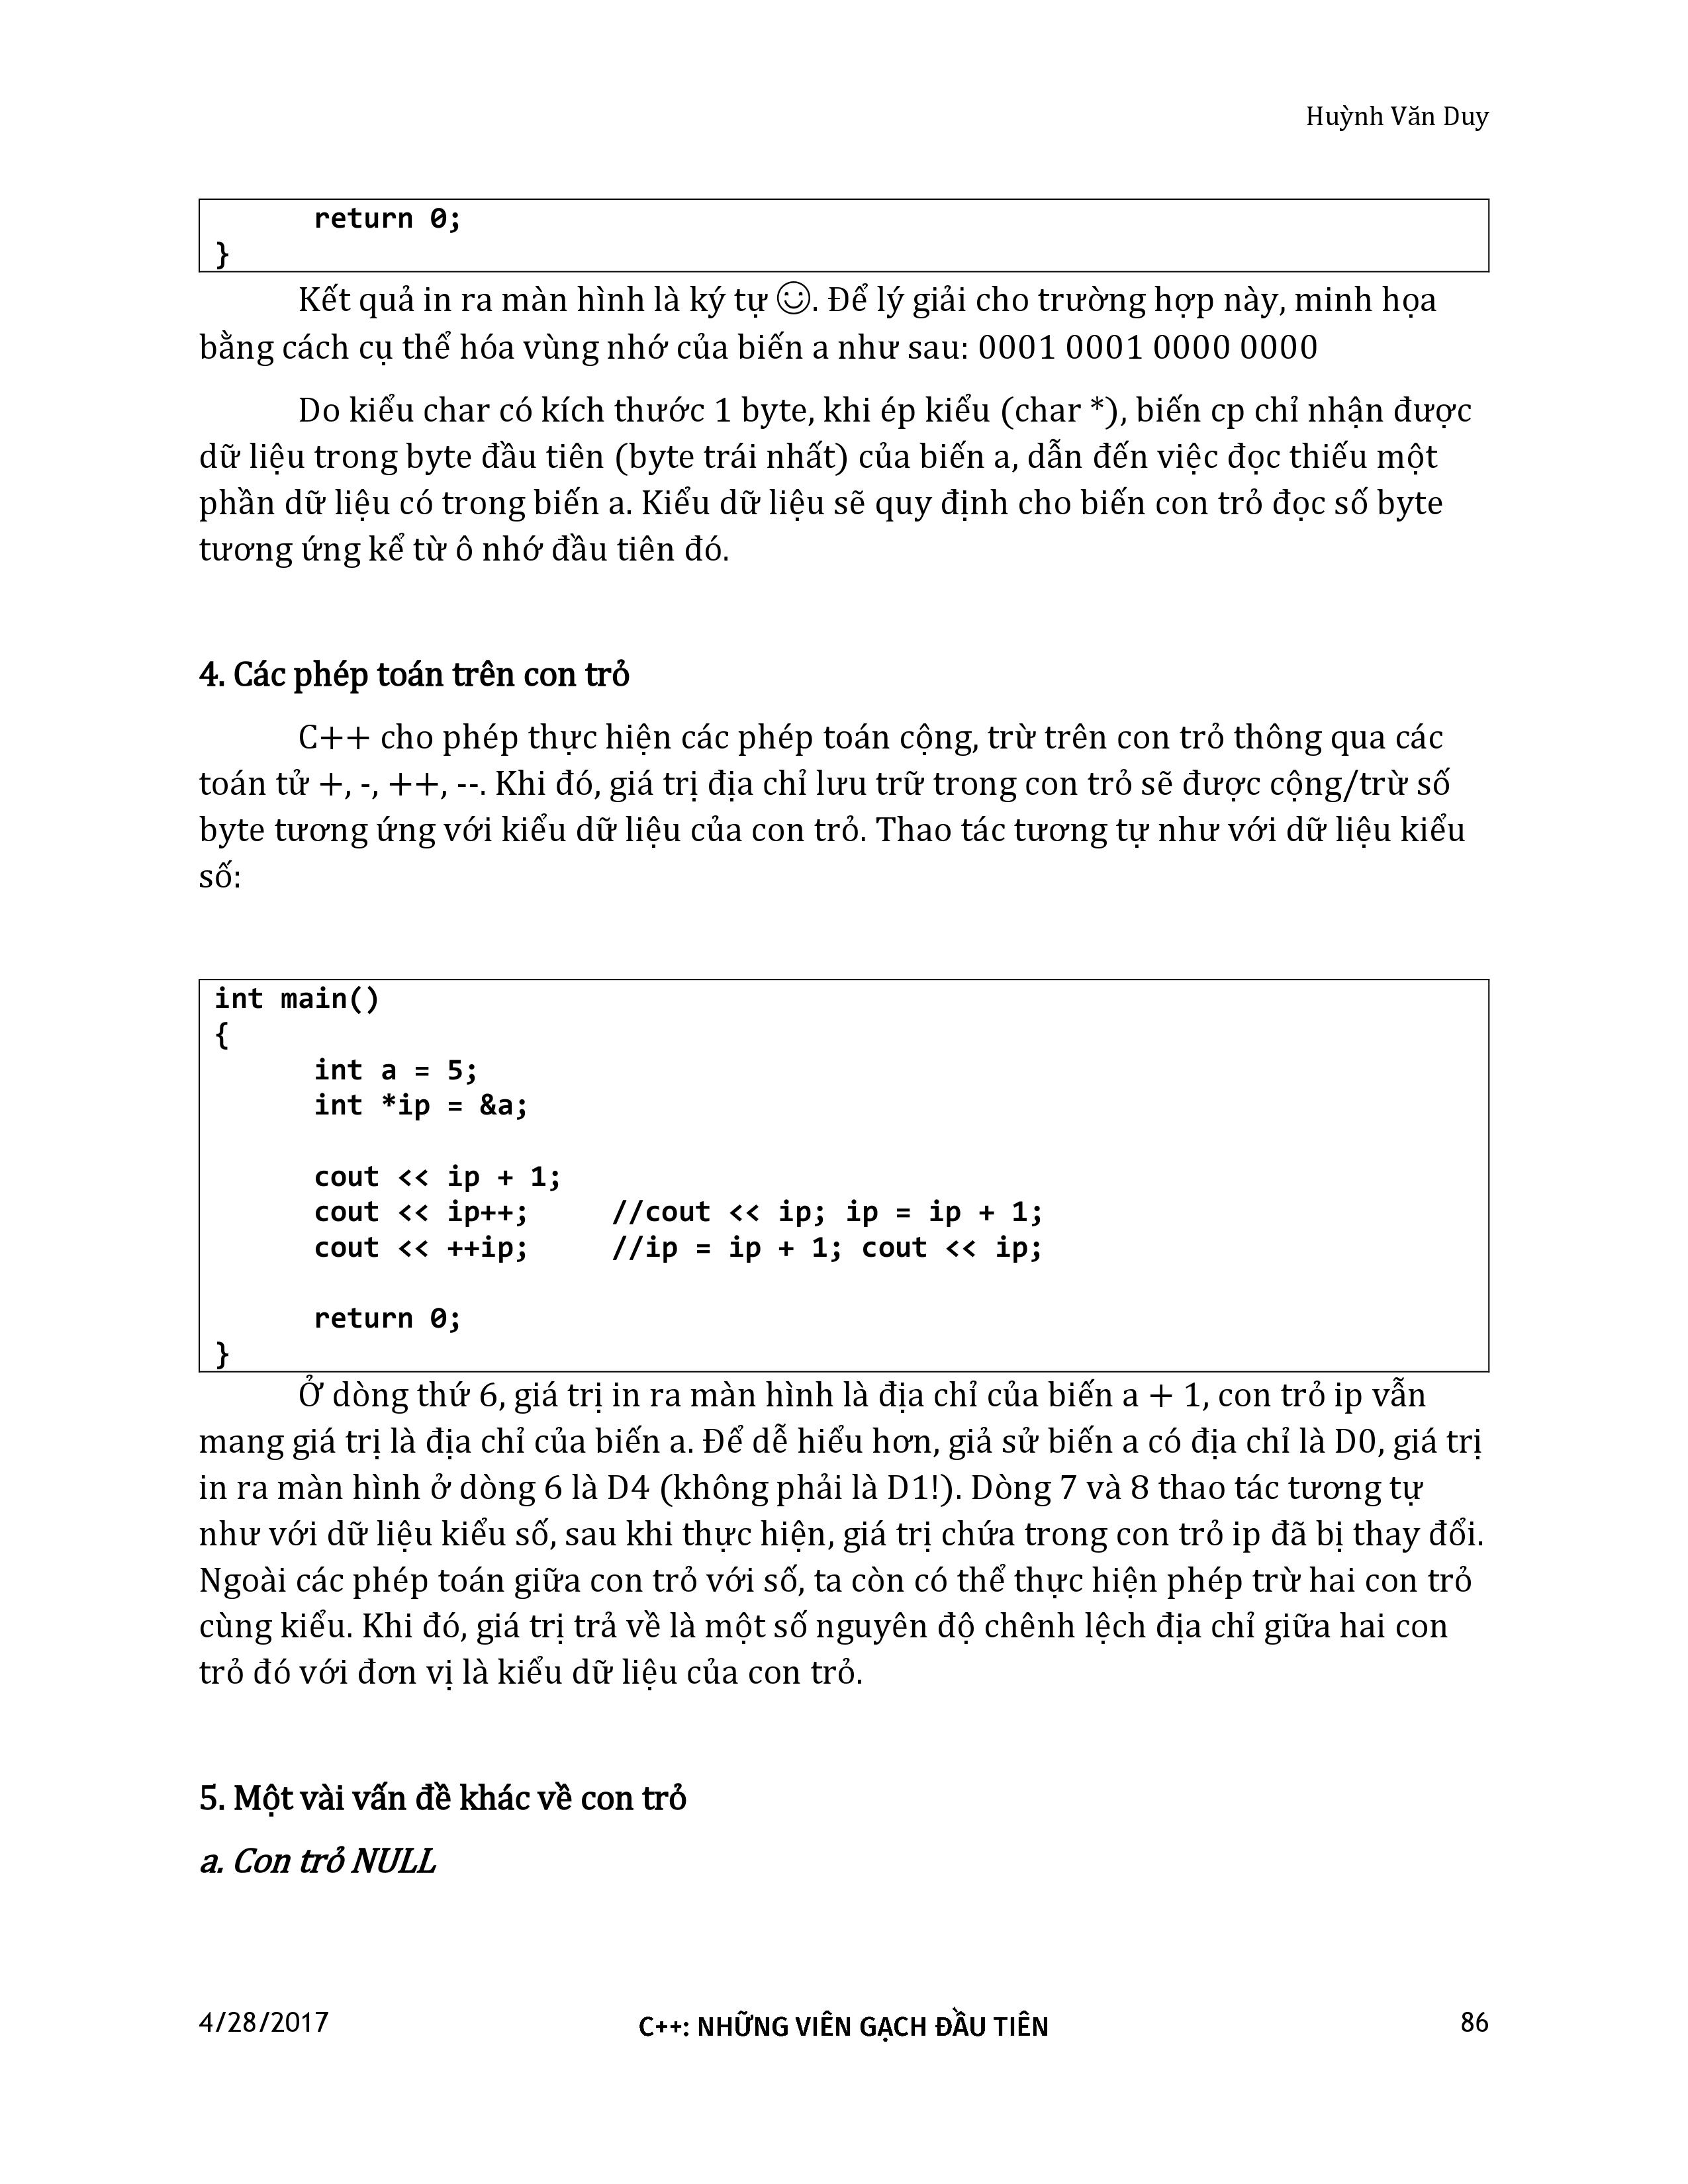 Huỳnh Văn Duy
return 0;
}
Kết quả in ra màn hình là ký tự ☺. Để lý giải cho trường hợp này, minh họa
bằng cách cụ thể hóa vùng nhớ của biến a như sau: 0001 0001 0000 0000
Do kiểu char có kích thước 1 byte, khi ép kiểu (char *), biến cp chỉ nhận được
dữ liệu trong byte đầu tiên (byte trái nhất) của biến a, dẫn đến việc đọc thiếu một
phần dữ liệu có trong biến a. Kiểu dữ liệu sẽ quy định cho biến con trỏ đọc số byte
tương ứng kể từ ô nhớ đầu tiên đó.
4. Các phép toán trên con trỏ
C++ cho phép thực hiện các phép toán cộng, trừ trên con trỏ thông qua các
toán tử +, -, ++, --. Khi đó, giá trị địa chỉ lưu trữ trong con trỏ sẽ được cộng/trừ số
byte tương ứng với kiểu dữ liệu của con trỏ. Thao tác tương tự như với dữ liệu kiểu
số:
int main()
{
int a = 5;
int *ip = &a;
cout << ip + 1;
cout << ip++; //cout << ip; ip = ip + 1;
cout << ++ip; //ip = ip + 1; cout << ip;
return 0;
}
Ở dòng thứ 6, giá trị in ra màn hình là địa chỉ của biến a + 1, con trỏ ip vẫn
mang giá trị là địa chỉ của biến a. Để dễ hiểu hơn, giả sử biến a có địa chỉ là D0, giá trị
in ra màn hình ở dòng 6 là D4 (không phải là D1!). Dòng 7 và 8 thao tác tương tự
như với dữ liệu kiểu số, sau khi thực hiện, giá trị chứa trong con trỏ ip đã bị thay đổi.
Ngoài các phép toán giữa con trỏ với số, ta còn có thể thực hiện phép trừ hai con trỏ
cùng kiểu. Khi đó, giá trị trả về là một số nguyên độ chênh lệch địa chỉ giữa hai con
trỏ đó với đơn vị là kiểu dữ liệu của con trỏ.
5. Một vài vấn đề khác về con trỏ
a. Con trỏ NULL
4/28/2017 C++: NHỮNG VIÊN GẠCH ĐẦU TIÊN 86